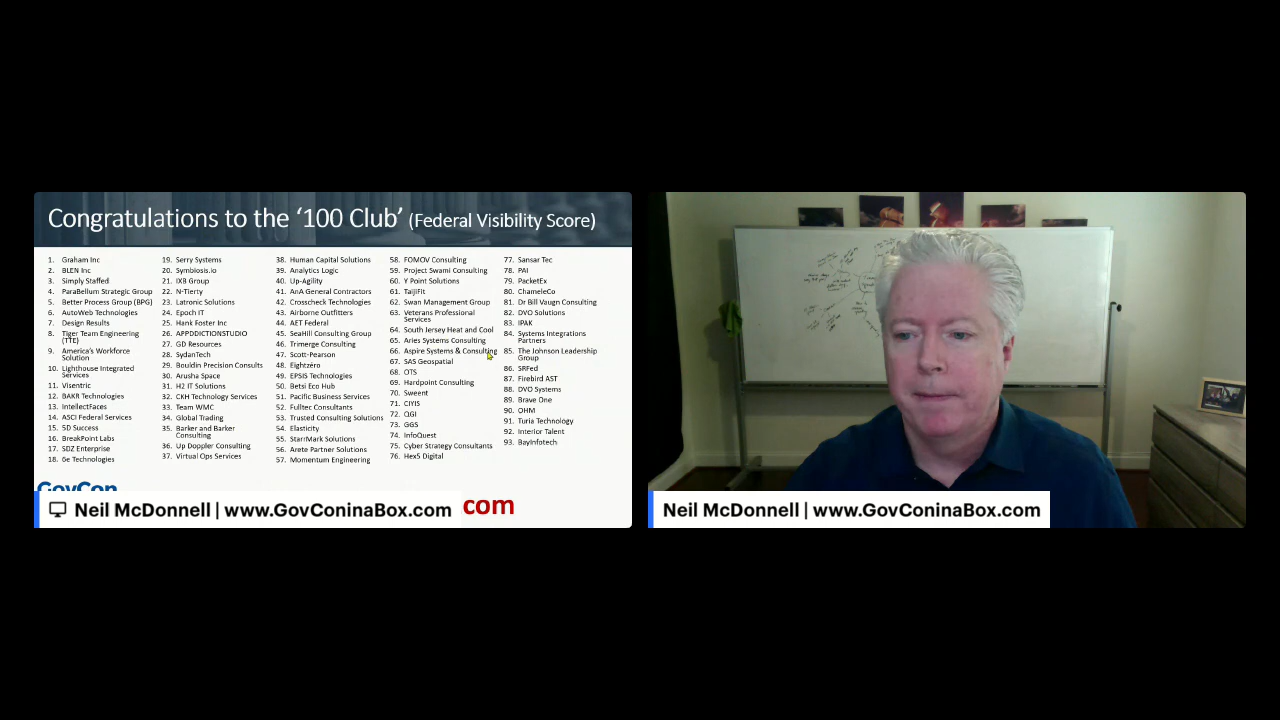 Congratulations to the ‘100 Club’ (Federal Visibility Score)
1. Graham Inc
2. BLEN Inc
3. Simply Staffed
4. ParaBellum Strategic Group
5. Better Process Group (BPG)
6. AutoWeb Technologies
7. Design Results
8. Tiger Team Engineering
(TTE)
9. America's Workforce
Solution
10. Lighthouse Integrated
Services
11. Visentric
12. BAKR Technologies
13. IntellectFaces
14. ASCI Federal Services
15. 5D Success
16. BreakPoint Labs
17. SDZ Enterprise
18. 6e Technologies
19. Serry Systems
20. Symbiosis.io
21. IXB Group
22. N-Tierty
23. Latronic Solutions
24. Epoch IT
25. Hank Foster Inc
26. APPDDICTIONSTUDIO
27. GD Resources
28. SydanTech
29. Bouldin Precision Consults
30. Arusha Space
31. H2 IT Solutions
32. CKH Technology Services
33. Team WMC
34. Global Trading
35. Barker and Barker
Consulting
36. Up Doppler Consulting
37. Virtual Ops Services
38. Human Capital Solutions
39. Analytics Logic
40. Up-Agility
41. AnA General Contractors
42. Crosscheck Technologies
43. Airborne Outfitters
44. AET Federal
45. SeaHill Consulting Group
46. Trimerge Consulting
47. Scott-Pearson
48. Eightzéro
49. EPSIS Technologies
50. Betsi Eco Hub
51. Pacific Business Services
52. Fulltec Consultants
53. Trusted Consulting Solutions
54. Elasticity
55. StarrMark Solutions
56. Arete Partner Solutions
57. Momentum Engineering
58. FOMOV Consulting
59. Project Swami Consulting
60. Y Point Solutions
61. TaijiFit
62. Swan Management Group
63. Veterans Professional
Services
64. South Jersey Heat and Cool
65. Aries Systems Consulting
66. Aspire Systems & Consulting
67. SAS Geospatial
68. OTS
69. Hardpoint Consulting
70. Sweent
71. CIYIS
72. QGI
73. GGS
74. InfoQuest
75. Cyber Strategy Consultants
76. Hex5 Digital
77. Sansar Tec
78. PAI
79. PacketEx
80. ChameleCo
81. Dr Bill Vaugn Consulting
82. DVO Solutions
83. IPAK
84. Systems Integrations
Partners
85. The Johnson Leadership
Group
86. SRFed
87. Firebird AST
88. DVO Systems
89. Brave One
90. OHM
91. Turia Technology
92. Interior Talent
93. BayInfotech
GovCon
com
Neil McDonnell | www.GovConinaBox.com
Neil McDonnell | www.GovConinaBox.com